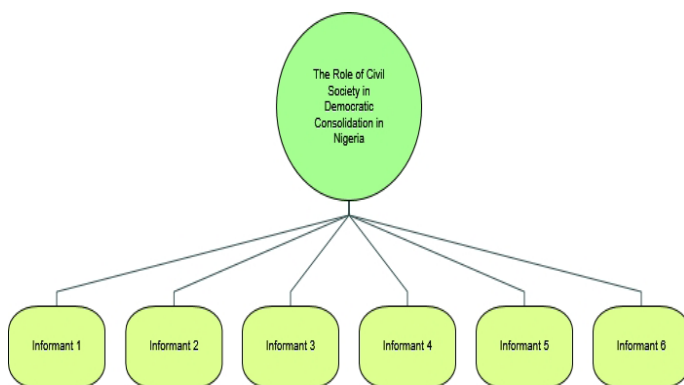 The Role of Civil
Society in
Democratic
Consolidation in
Nigeria
Informant 1
Informant 2
Informant 3
Informant 4
Informant 5
Informant 6